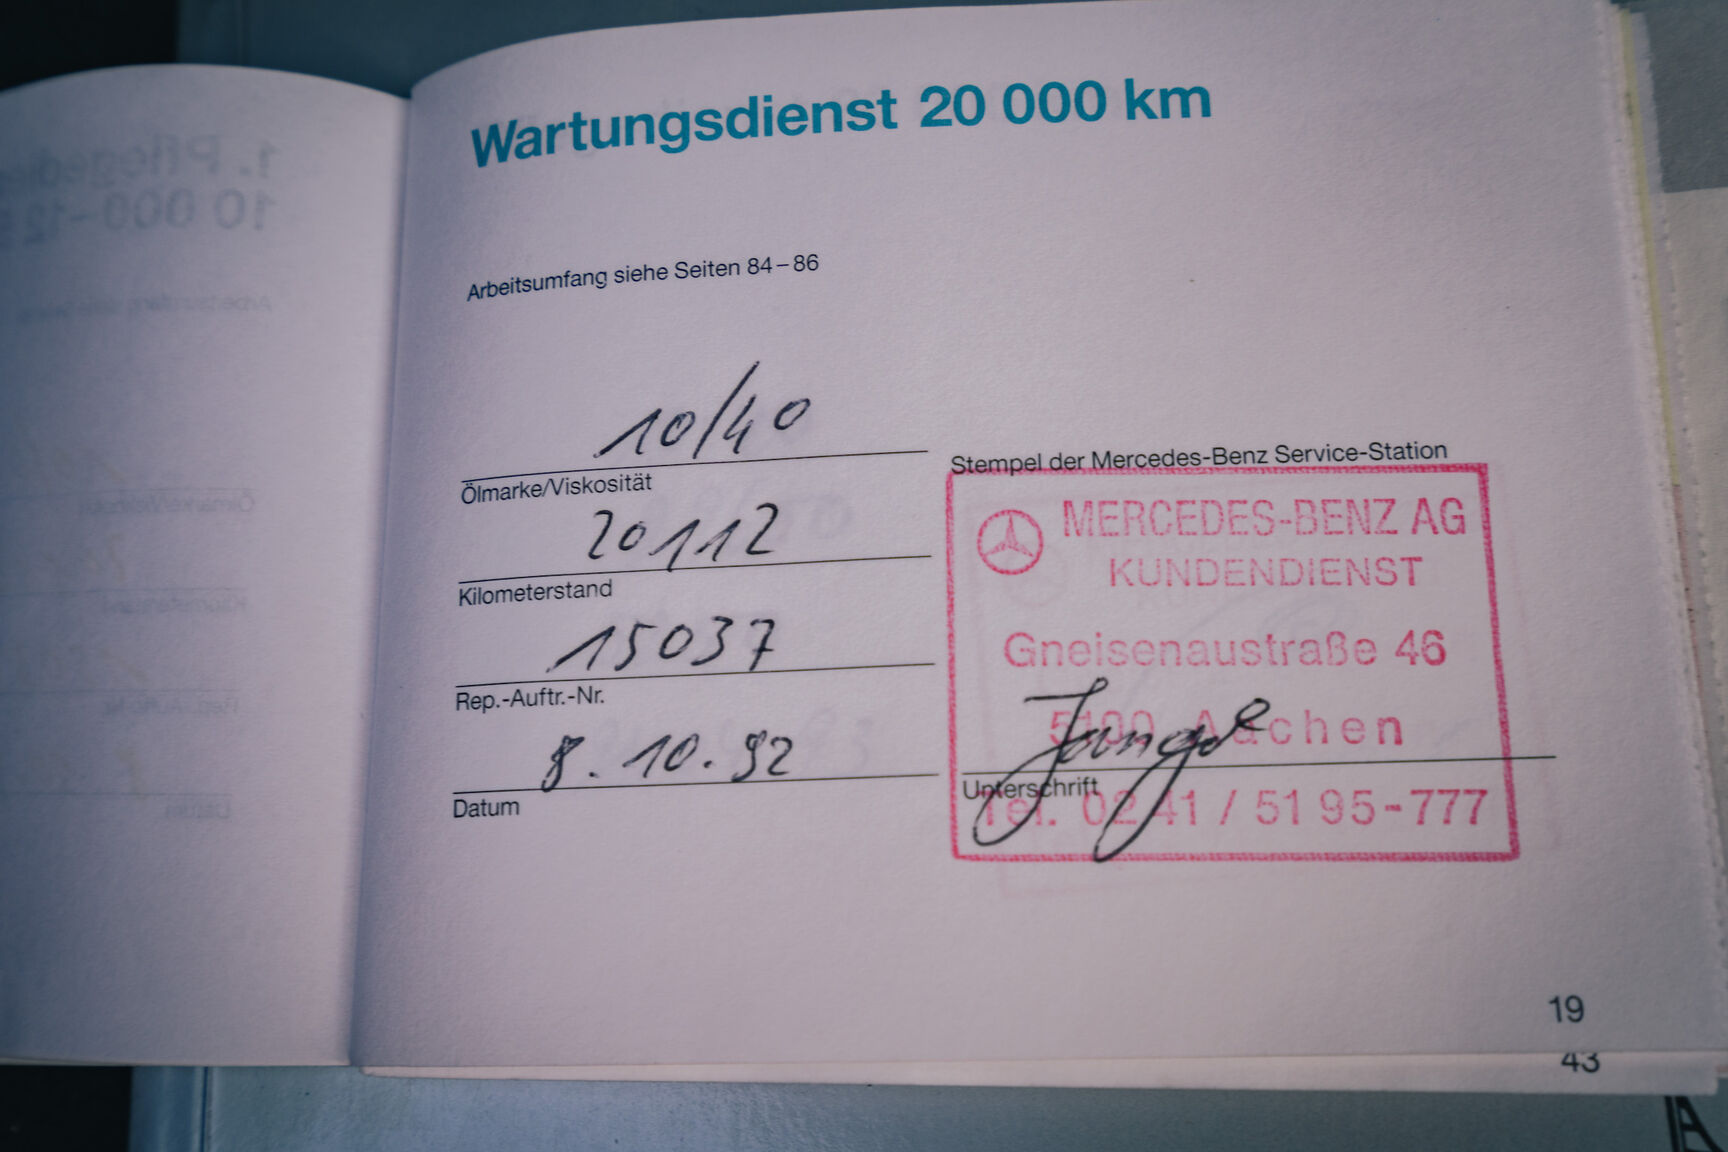 Wartungsdienst 20 000 km
Arbeitsumfang siehe Seiten 84–86
10/40
Ölmarke/Viskosität
20112
Kilometerstand
15037
Rep.-Auftr.-Nr.
8.10.92
Datum
Stempel der Mercedes-Benz Service-Station
MERCEDES-BENZ AG
KUNDENDIENST
Gneisenaustraße 46
5100 Aachen
Unterschrift
Tel. 0241 / 51 95-777
19
43